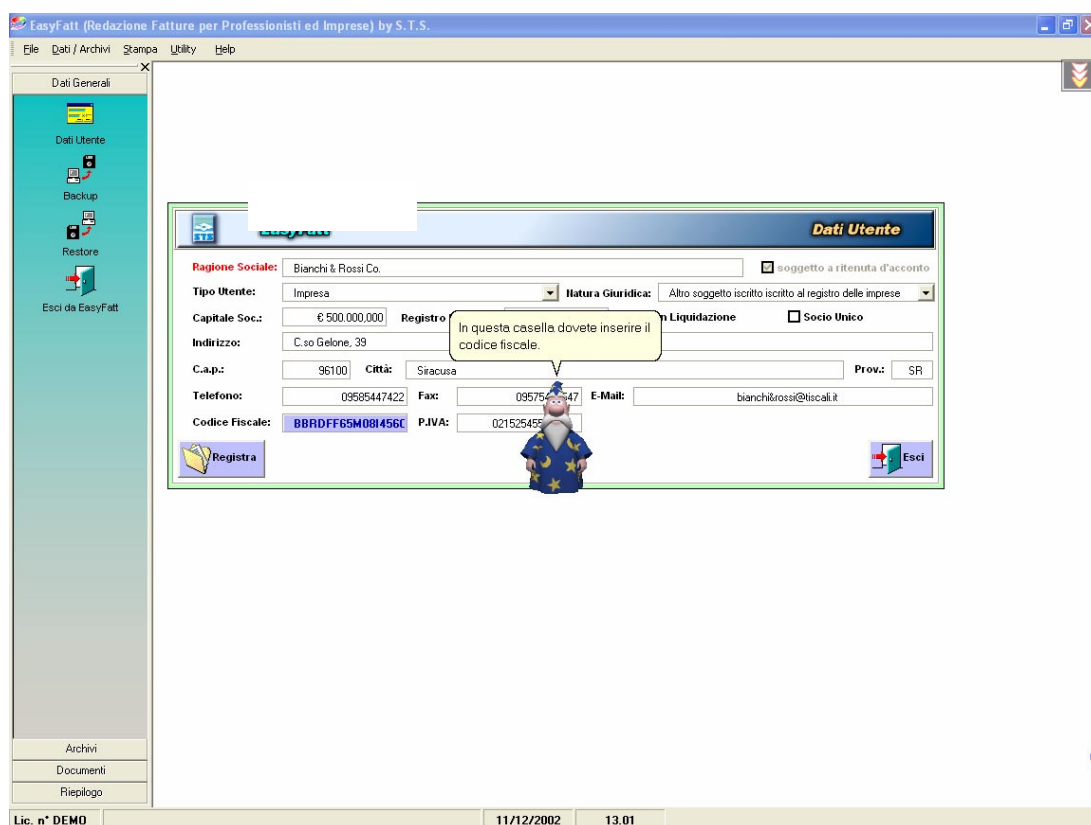 EasyFatt (Redazione Fatture per Professionisti ed Imprese) by S.T.S.
File Dati / Archivi Stampa Utility Help
Dati Generali
Dati Utente
Backup
Restore
Esci da EasyFatt
STS Dati Utente
Ragione Sociale: Bianchi & Rossi Co. soggetto a ritenuta d'acconto
Tipo Utente: Impresa Natura Giuridica: Altro soggetto iscritto iscritto al registro delle imprese
Capitale Soc.: € 500.000,000 Registro n Liquidazione Socio Unico
In questa casella dovete inserire il
codice fiscale.
Indirizzo: C.so Gelone, 39
C.a.p.: 96100 Città: Siracusa Prov.: SR
Telefono: 09585447422 Fax: E-Mail: bianchi&rossi@tiscali.it
Codice Fiscale: BBRDFF65M08I456C P.IVA:
Registra Esci
Archivi
Documenti
Riepilogo
Lic. n° DEMO 11/12/2002 13.01